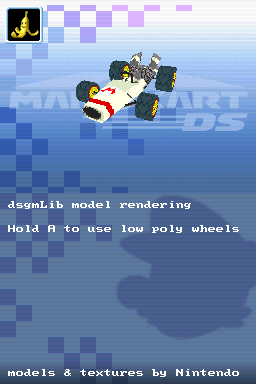 MARIO KART
DS
dsgmLib model rendering
Hold A to use low poly wheels
models & textures by Nintendo